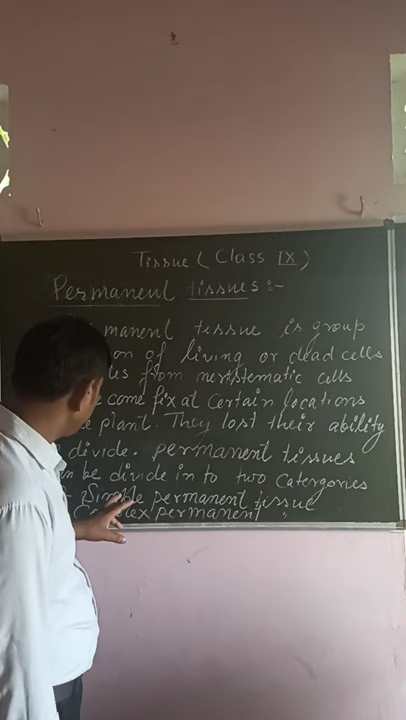 Tissue ( Class IX )
Permanent tissues :-
manent tissue is group
on of living or dead cells
from meristematic cells
come fix at certain locations
plant. They lost their ability
divide. permanent tissues
be divide in to two catergories
Simple permanent tissue
Complex permanent